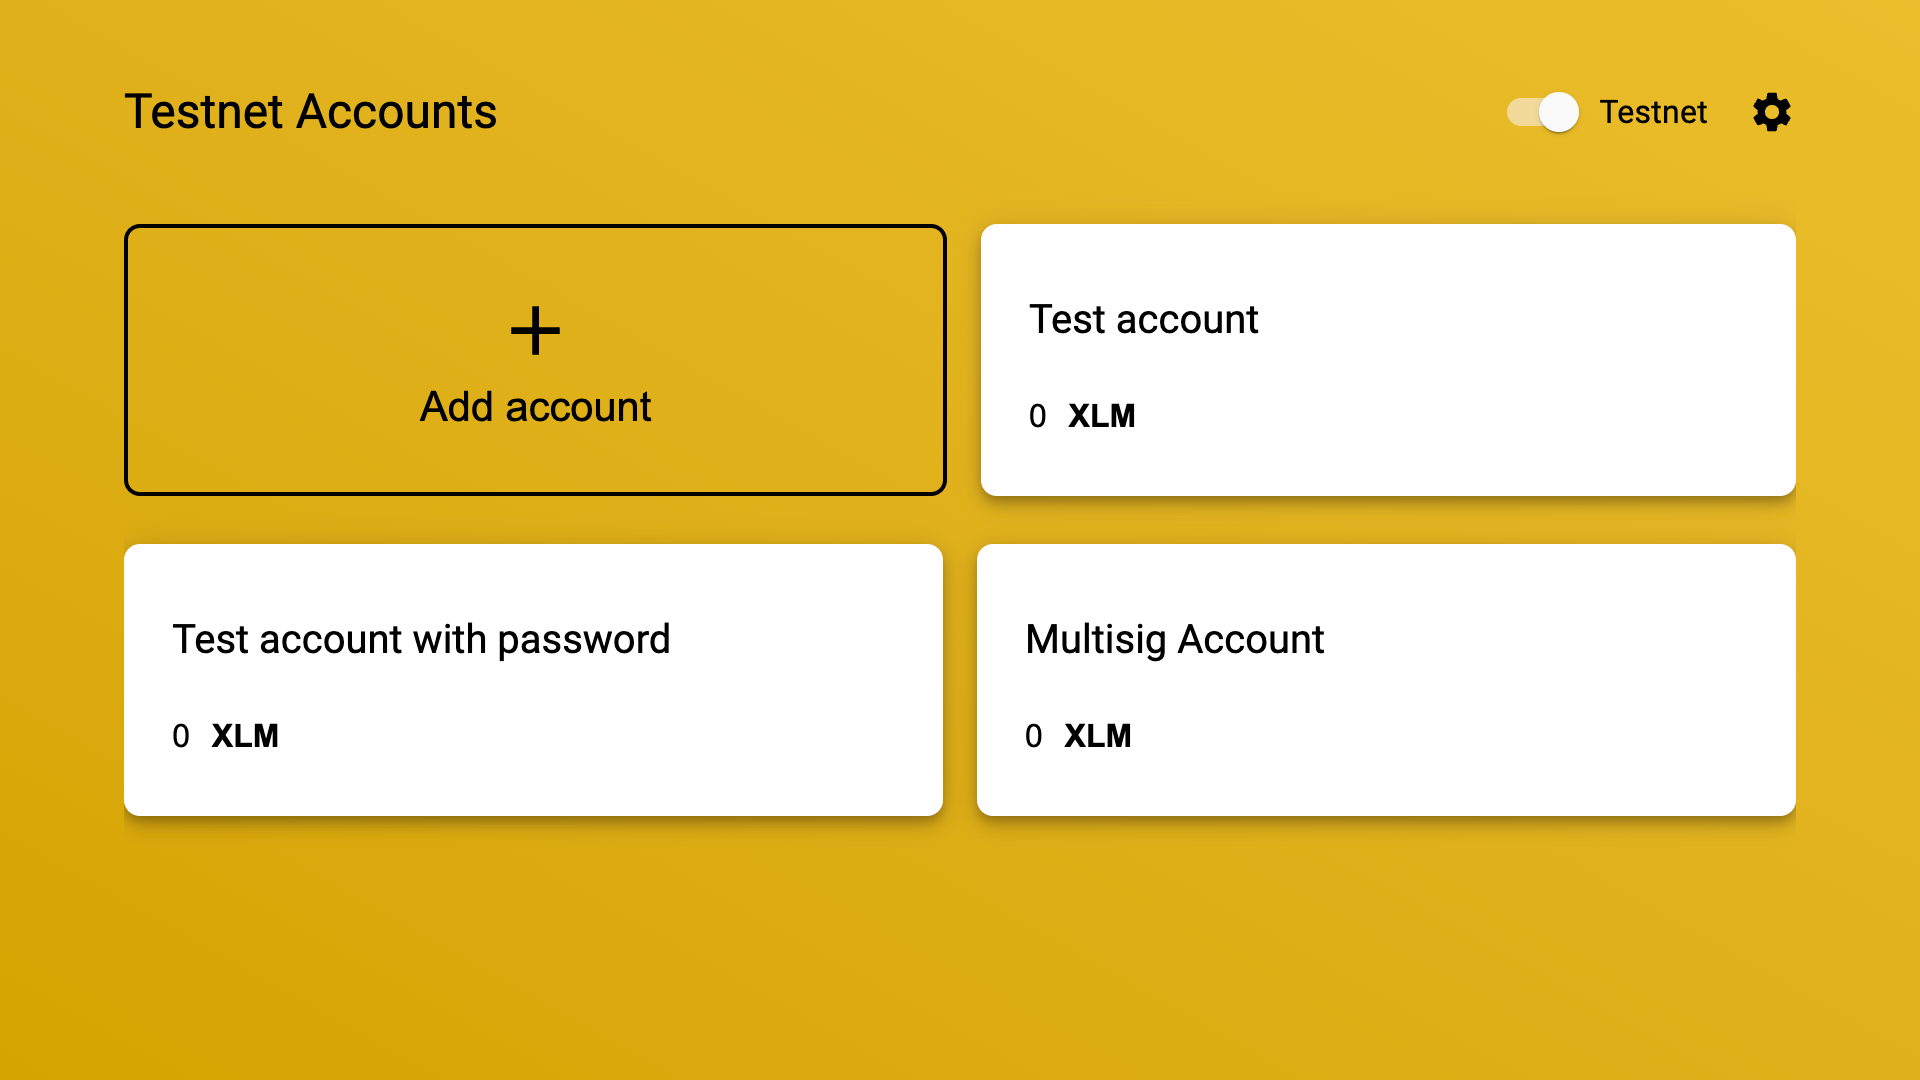 Testnet Accounts
Testnet
Add account
Test account
0 XLM
Test account with password
0 XLM
Multisig Account
0 XLM